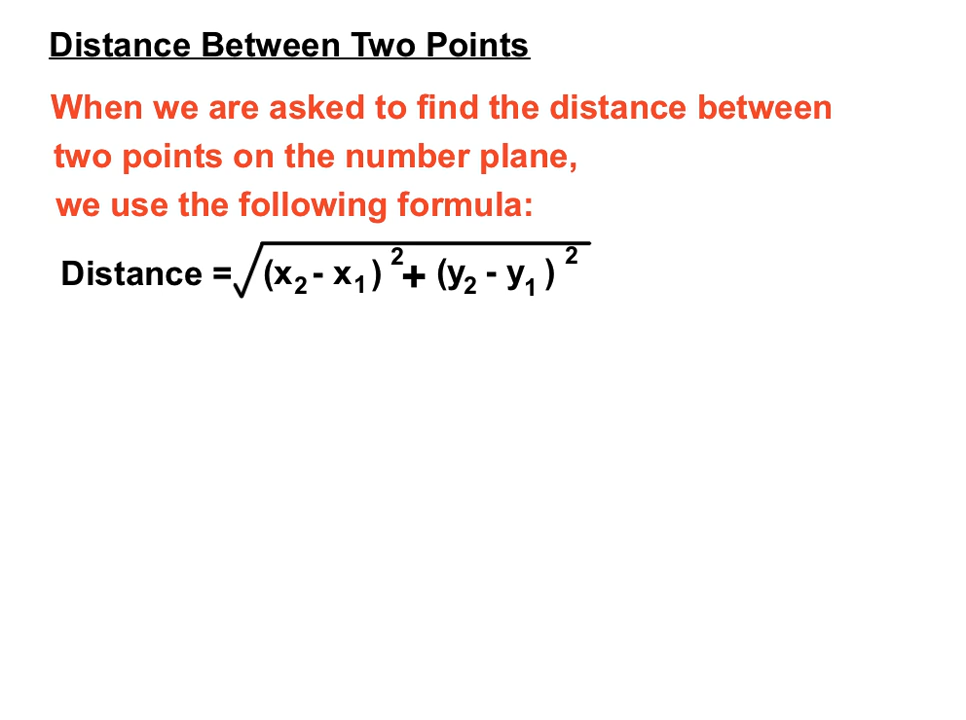 Distance Between Two Points
When we are asked to find the distance between
two points on the number plane,
we use the following formula:
Distance = √(x₂ - x₁)² + (y₂ - y₁)²